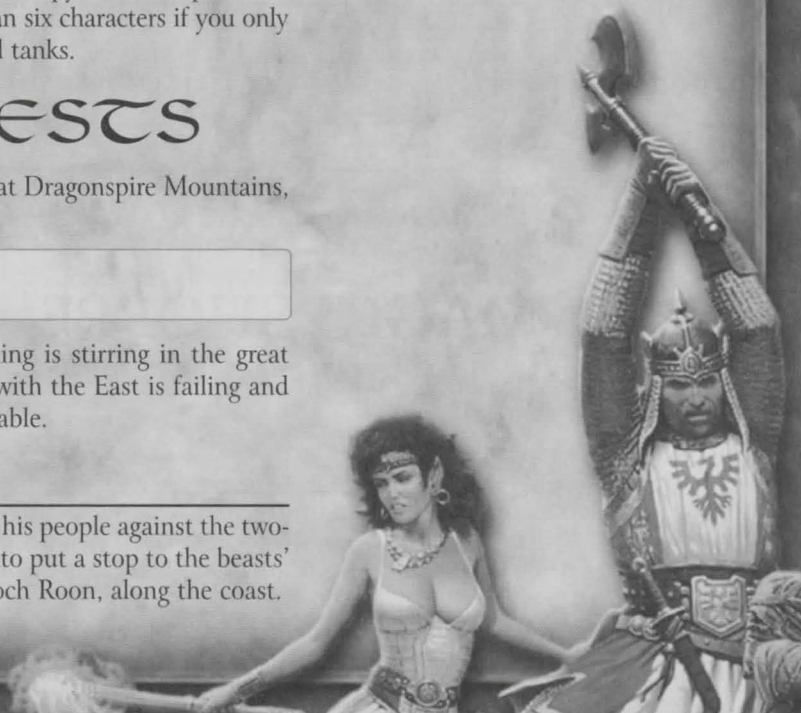 an six characters if you only
tanks.
ESTS
at Dragonspire Mountains,
ing is stirring in the great
with the East is failing and
able.
his people against the two-
to put a stop to the beasts'
och Roon, along the coast.